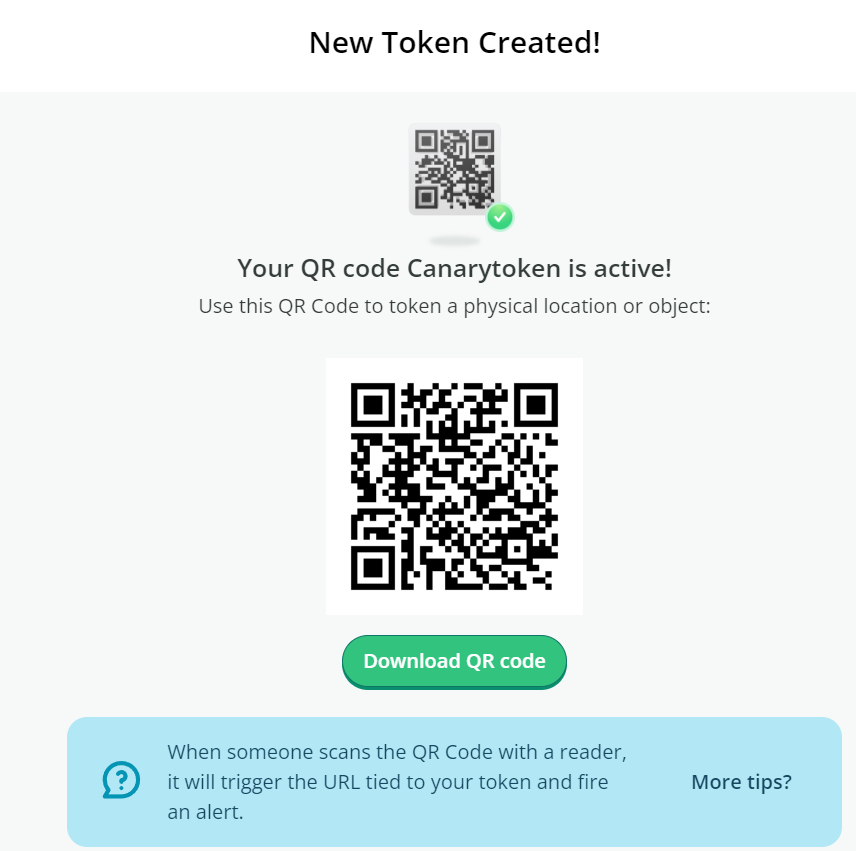 New Token Created!
Your QR code Canarytoken is active!
Use this QR Code to token a physical location or object:
Download QR code
When someone scans the QR Code with a reader,
it will trigger the URL tied to your token and fire
an alert.
More tips?